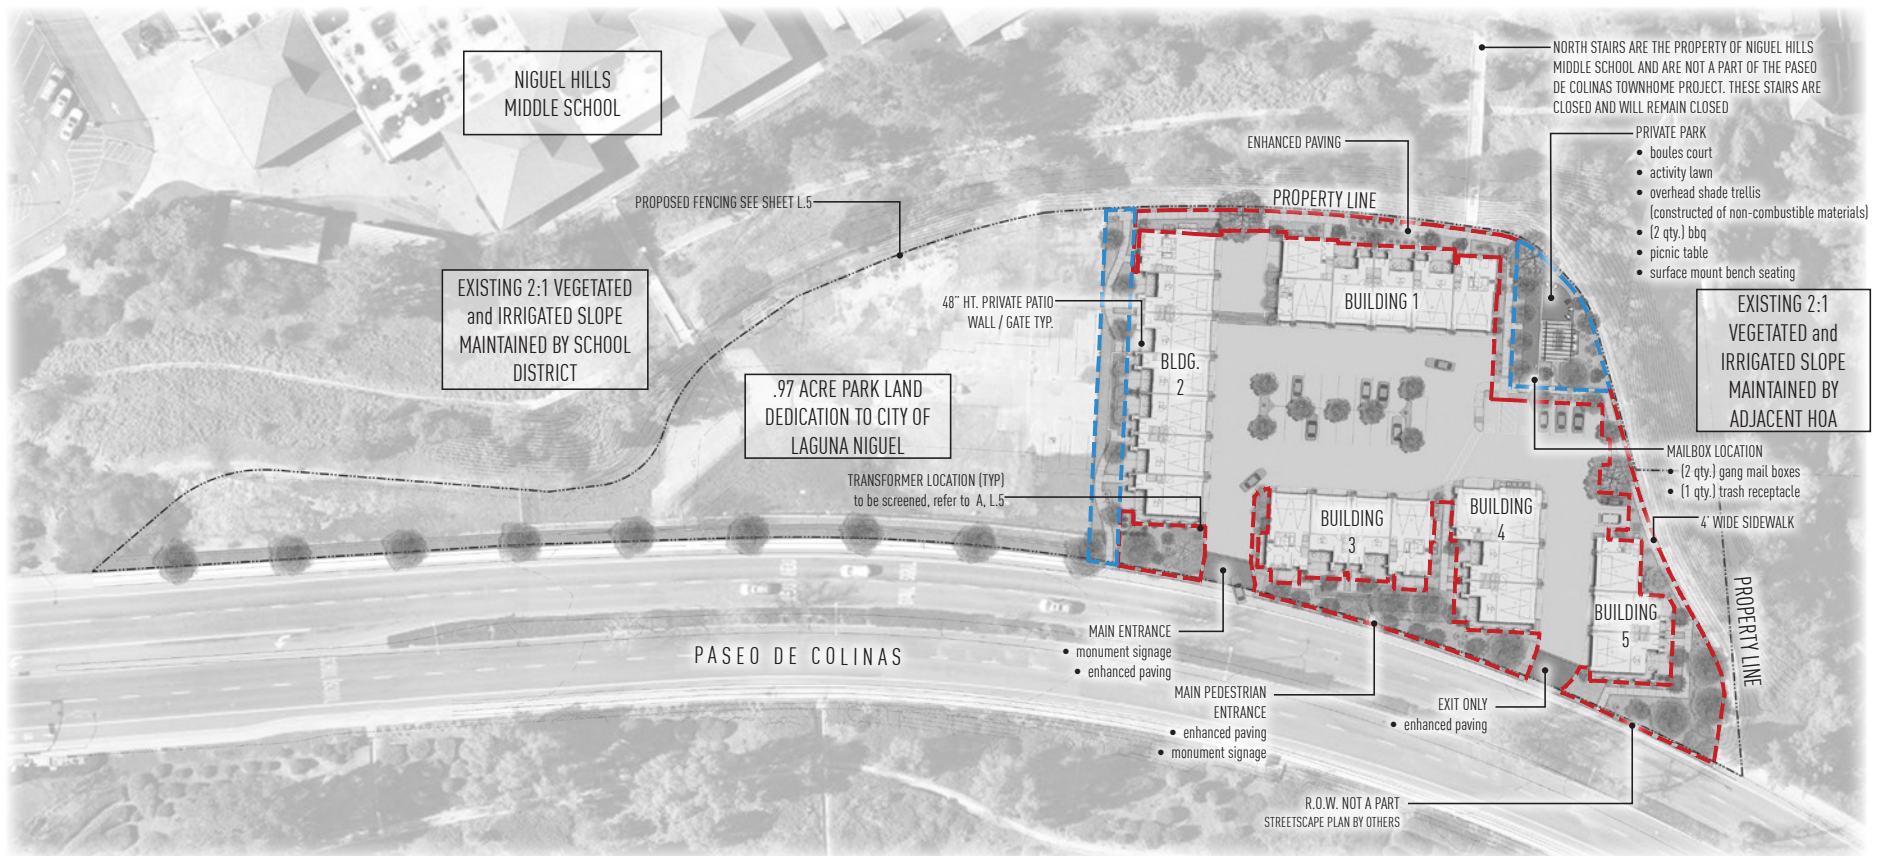 NIGUEL HILLS
MIDDLE SCHOOL
NORTH STAIRS ARE THE PROPERTY OF NIGUEL HILLS
MIDDLE SCHOOL AND ARE NOT A PART OF THE PASEO
DE COLINAS TOWNHOME PROJECT. THESE STAIRS ARE
CLOSED AND WILL REMAIN CLOSED
ENHANCED PAVING
PRIVATE PARK
• boules court
• activity lawn
• overhead shade trellis
(constructed of non-combustible materials)
• (2 qty.) bbq
• picnic table
• surface mount bench seating
PROPOSED FENCING SEE SHEET L.5
PROPERTY LINE
EXISTING 2:1 VEGETATED
and IRRIGATED SLOPE
MAINTAINED BY SCHOOL
DISTRICT
48" HT. PRIVATE PATIO
WALL / GATE TYP.
BUILDING 1
EXISTING 2:1
VEGETATED and
IRRIGATED SLOPE
MAINTAINED BY
ADJACENT HOA
BLDG.
2
.97 ACRE PARK LAND
DEDICATION TO CITY OF
LAGUNA NIGUEL
MAILBOX LOCATION
• (2 qty.) gang mail boxes
• (1 qty.) trash receptacle
TRANSFORMER LOCATION (TYP)
to be screened, refer to A, L.5
BUILDING
3
BUILDING
4
4' WIDE SIDEWALK
BUILDING
5
PROPERTY LINE
PASEO DE COLINAS
MAIN ENTRANCE
• monument signage
• enhanced paving
MAIN PEDESTRIAN
ENTRANCE
• enhanced paving
• monument signage
EXIT ONLY
• enhanced paving
R.O.W. NOT A PART
STREETSCAPE PLAN BY OTHERS